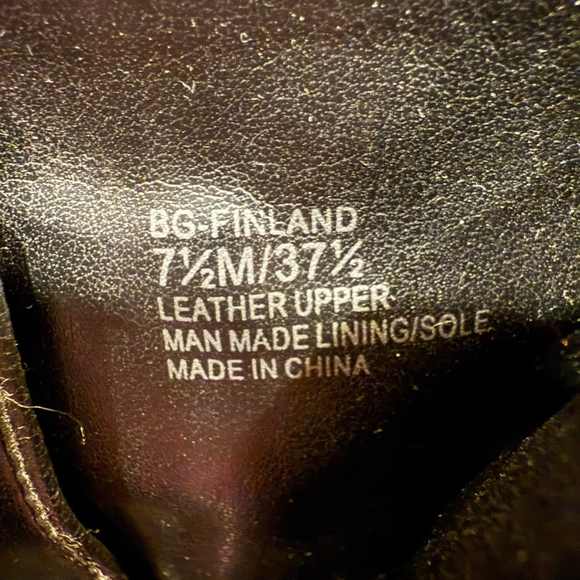 BG-FINLAND
7½M/37½
LEATHER UPPER
MAN MADE LINING/SOLE
MADE IN CHINA